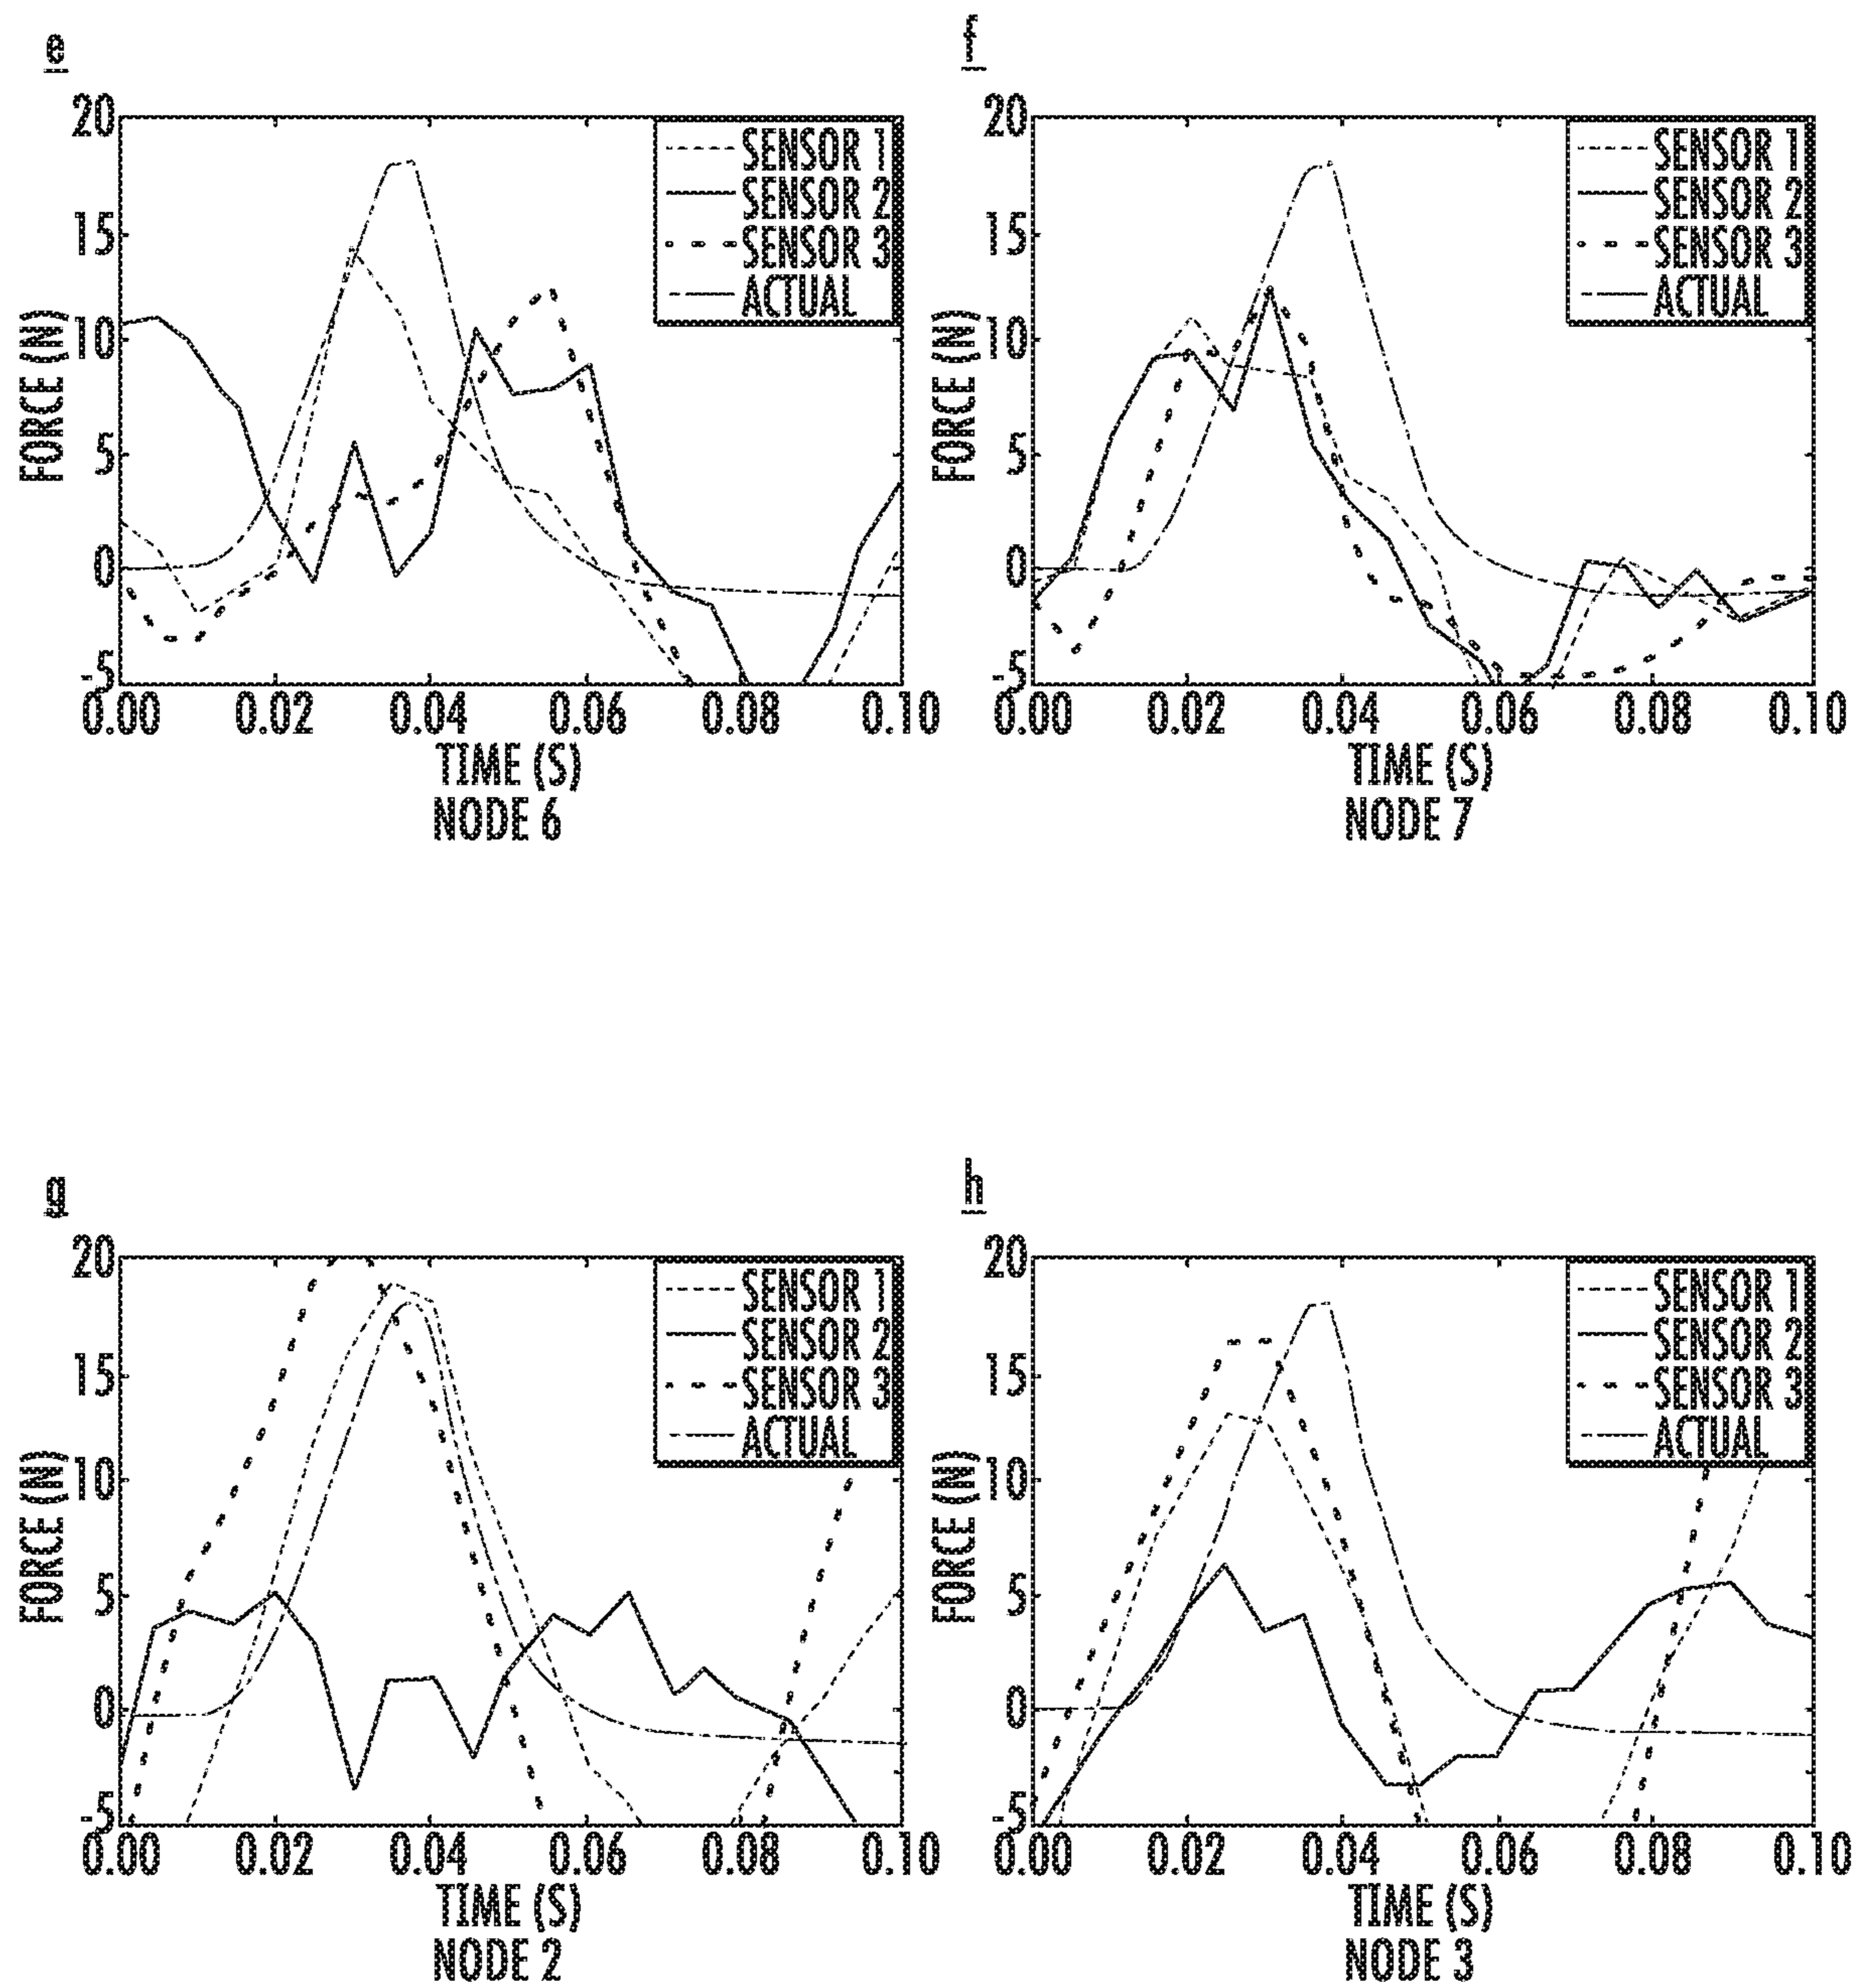 e
20
15
10
5
0
-5
FORCE (N)
SENSOR 1
SENSOR 2
SENSOR 3
ACTUAL
0.00 0.02 0.04 0.06 0.08 0.10
TIME (S)
NODE 6
f
20
15
10
5
0
-5
FORCE (N)
SENSOR 1
SENSOR 2
SENSOR 3
ACTUAL
0.00 0.02 0.04 0.06 0.08 0.10
TIME (S)
NODE 7
g
20
15
10
5
0
-5
FORCE (N)
SENSOR 1
SENSOR 2
SENSOR 3
ACTUAL
0.00 0.02 0.04 0.06 0.08 0.10
TIME (S)
NODE 2
h
20
15
10
5
0
-5
FORCE (N)
SENSOR 1
SENSOR 2
SENSOR 3
ACTUAL
0.00 0.02 0.04 0.06 0.08 0.10
TIME (S)
NODE 3